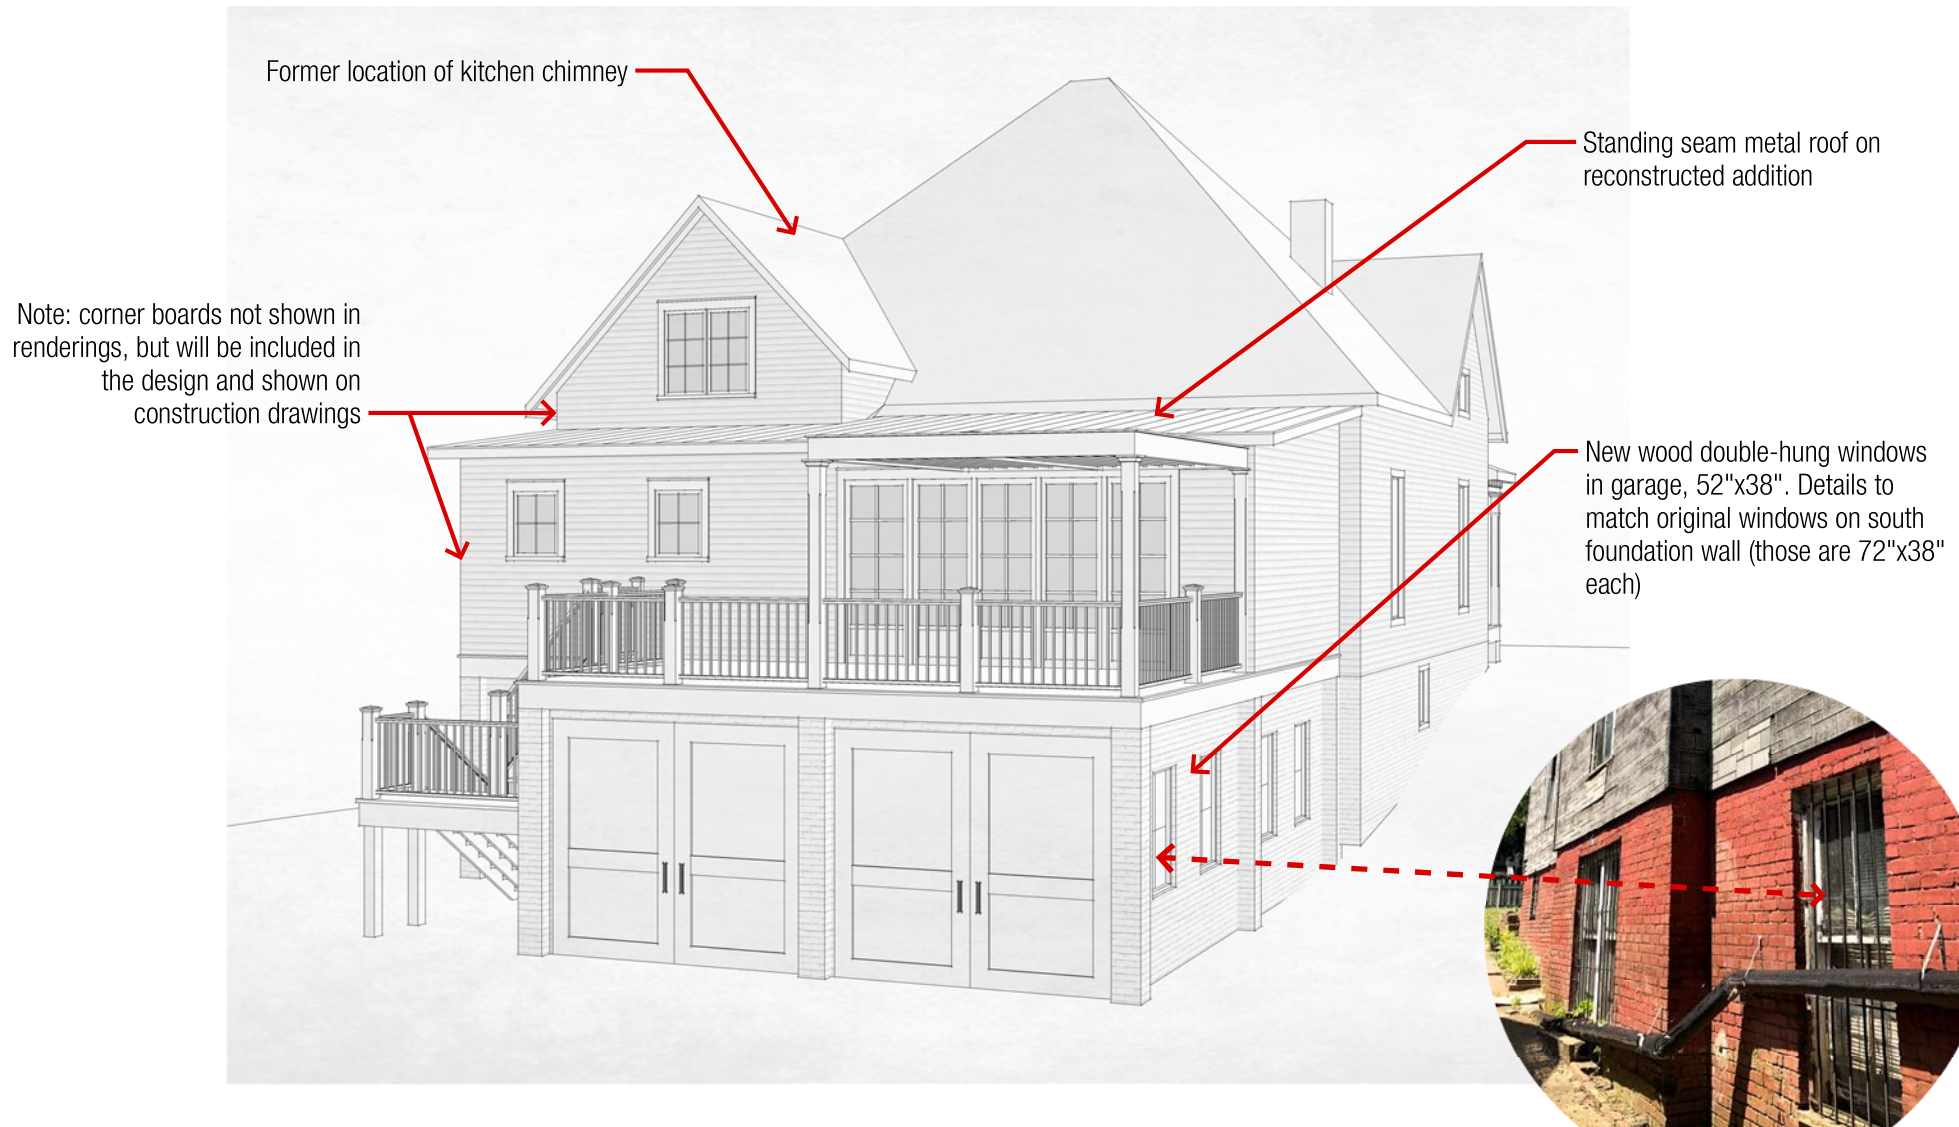 Former location of kitchen chimney
Standing seam metal roof on
reconstructed addition
Note: corner boards not shown in
renderings, but will be included in
the design and shown on
construction drawings
New wood double-hung windows
in garage, 52"x38". Details to
match original windows on south
foundation wall (those are 72"x38"
each)